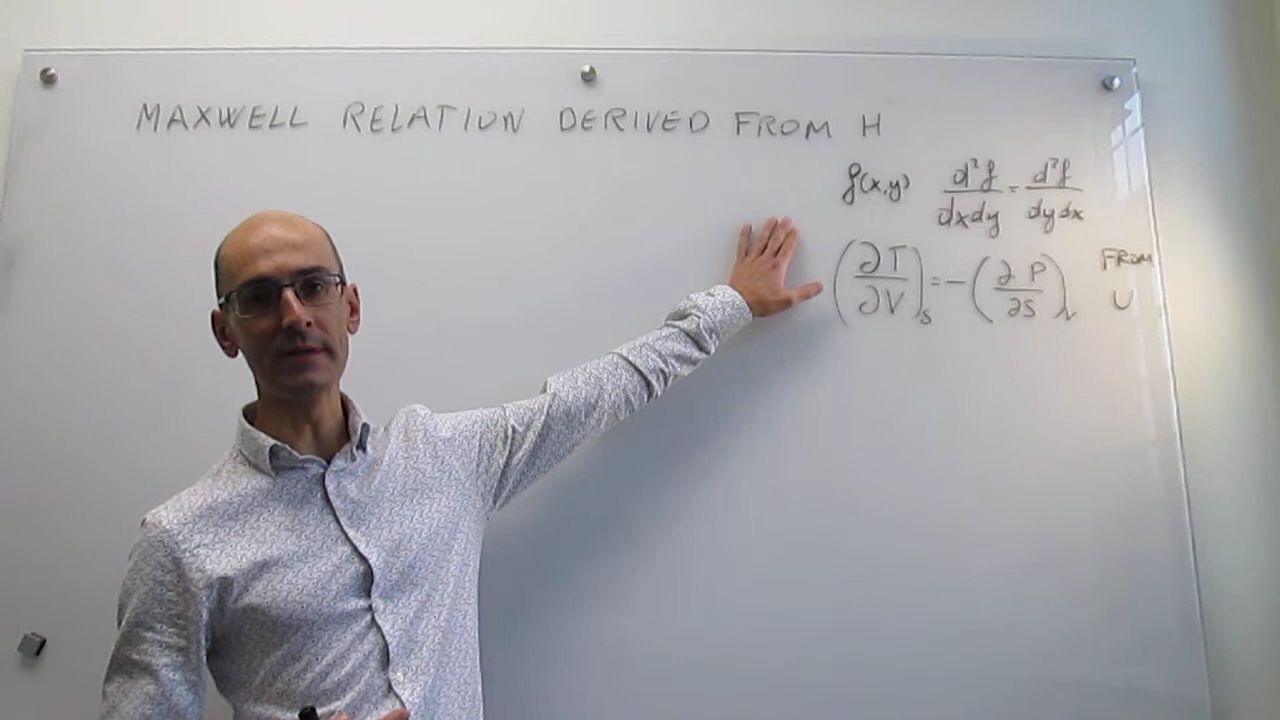 MAXWELL RELATION DERIVED FROM H
f(x,y) d²f/dxdy = d²f/dydx
(∂T/∂V)s = -(∂P/∂S)v FROM U